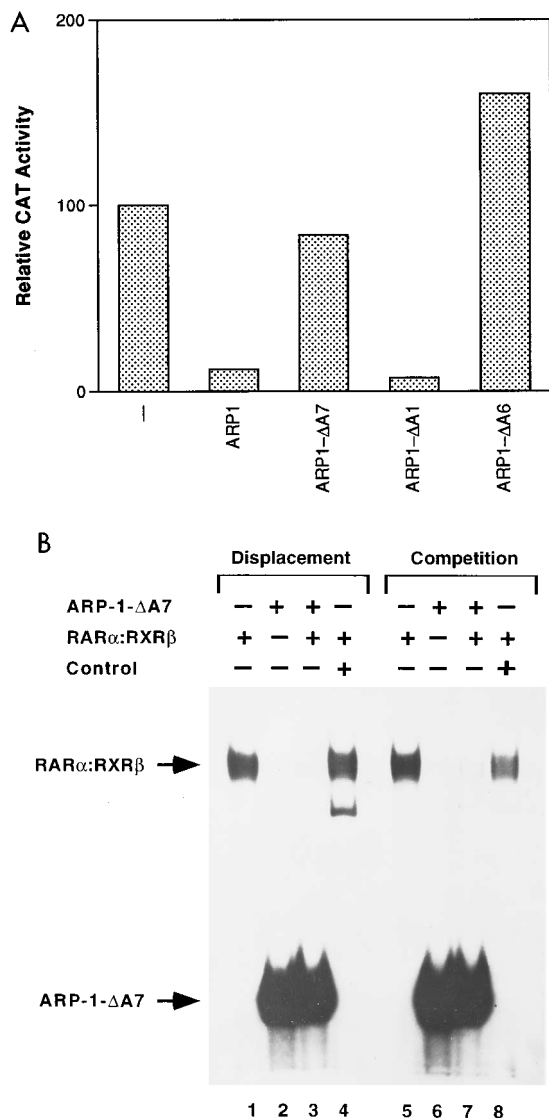 A
200
100
0
Relative CAT Activity
–
ARP1
ARP1–ΔA7
ARP1–ΔA1
ARP1–ΔA6
B
Displacement Competition
ARP-1-ΔA7 – + + – – + + –
RARα:RXRβ + – + + + – + +
Control – – – + – – – +
RARα:RXRβ
ARP-1-ΔA7
1 2 3 4 5 6 7 8